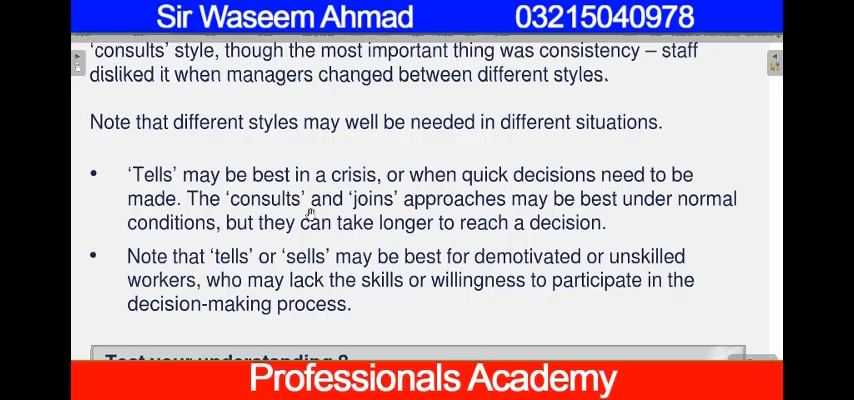 Sir Waseem Ahmad 03215040978
‘consults’ style, though the most important thing was consistency – staff
disliked it when managers changed between different styles.
Note that different styles may well be needed in different situations.
• ‘Tells’ may be best in a crisis, or when quick decisions need to be
made. The ‘consults’ and ‘joins’ approaches may be best under normal
conditions, but they can take longer to reach a decision.
• Note that ‘tells’ or ‘sells’ may be best for demotivated or unskilled
workers, who may lack the skills or willingness to participate in the
decision-making process.
Test your understanding 8
Professionals Academy